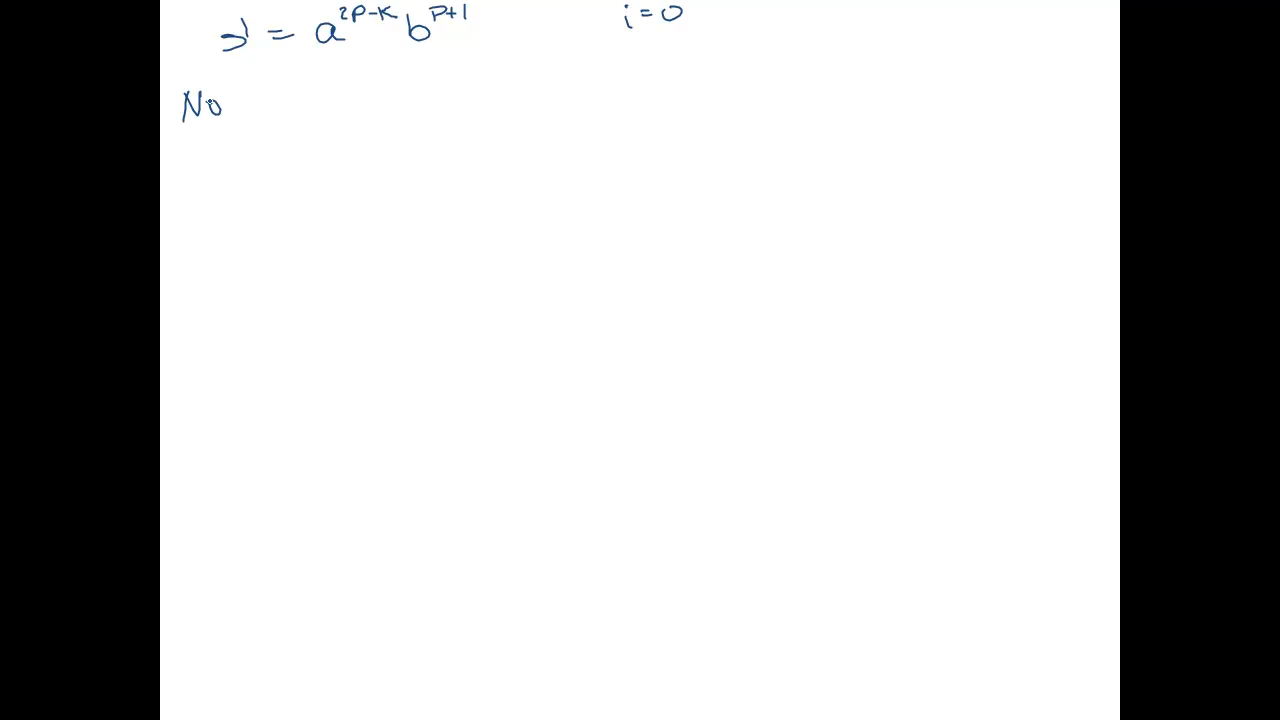 = a^{2P-K} b^{P+1} i = 0
No